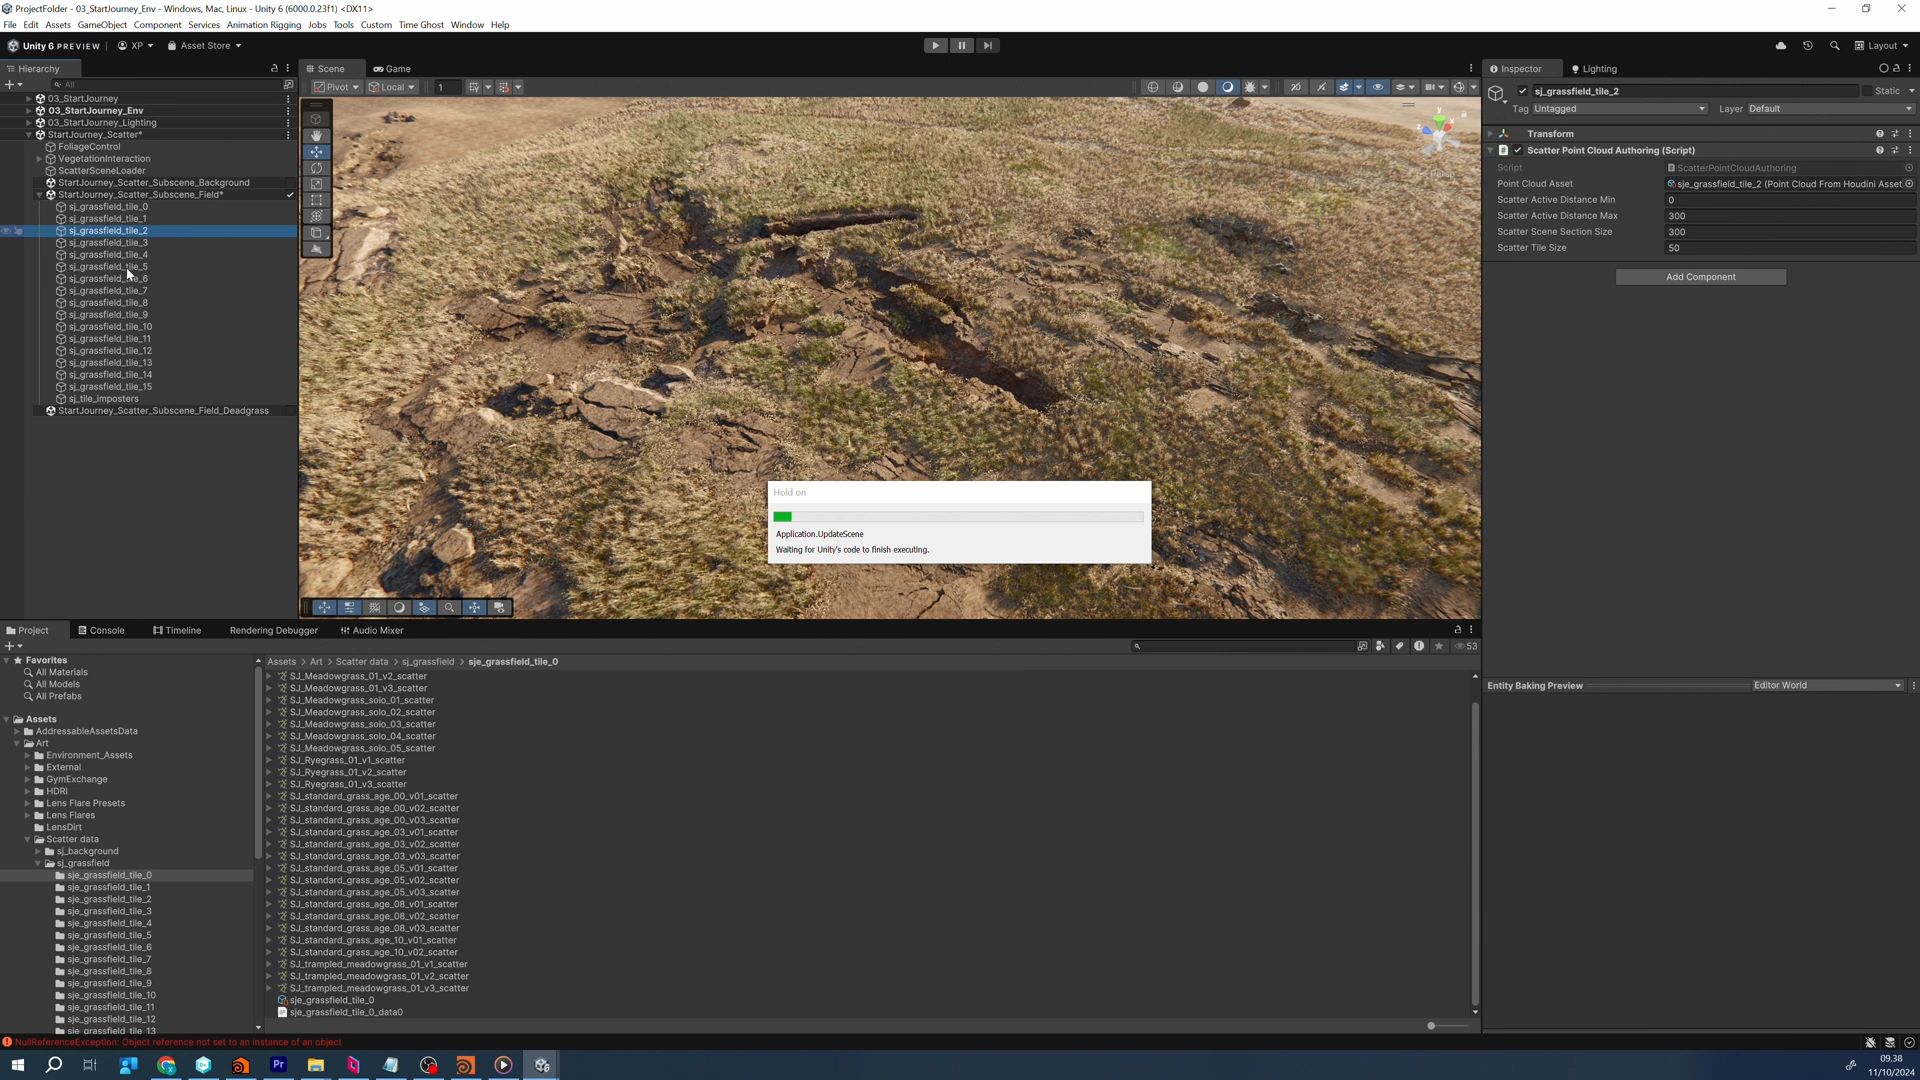 ProjectFolder - 03_StartJourney_Env - Windows, Mac, Linux - Unity 6 (6000.0.23f1) <DX11>
File Edit Assets GameObject Component Services Animation Rigging Jobs Tools Custom Time Ghost Window Help
Unity 6 PREVIEW XP Asset Store Layout
Hierarchy
All
03_StartJourney
03_StartJourney_Env
03_StartJourney_Lighting
StartJourney_Scatter*
FoliageControl
VegetationInteraction
ScatterSceneLoader
StartJourney_Scatter_Subscene_Background
StartJourney_Scatter_Subscene_Field*
sj_grassfield_tile_0
sj_grassfield_tile_1
sj_grassfield_tile_2
sj_grassfield_tile_3
sj_grassfield_tile_4
sj_grassfield_tile_5
sj_grassfield_tile_6
sj_grassfield_tile_7
sj_grassfield_tile_8
sj_grassfield_tile_9
sj_grassfield_tile_10
sj_grassfield_tile_11
sj_grassfield_tile_12
sj_grassfield_tile_13
sj_grassfield_tile_14
sj_grassfield_tile_15
sj_tile_imposters
StartJourney_Scatter_Subscene_Field_Deadgrass
Scene Game
Pivot Local 1
Hold on
Application.UpdateScene
Waiting for Unity's code to finish executing.
Inspector Lighting
sj_grassfield_tile_2 Static
Tag Untagged Layer Default
Transform
Scatter Point Cloud Authoring (Script)
Script ScatterPointCloudAuthoring
Point Cloud Asset sje_grassfield_tile_2 (Point Cloud From Houdini Asset
Scatter Active Distance Min 0
Scatter Active Distance Max 300
Scatter Scene Section Size 300
Scatter Tile Size 50
Add Component
Entity Baking Preview Editor World
Project Console Timeline Rendering Debugger Audio Mixer
53
Favorites
All Materials
All Models
All Prefabs
Assets
AddressableAssetsData
Art
Environment_Assets
External
GymExchange
HDRI
Lens Flare Presets
Lens Flares
LensDirt
Scatter data
sj_background
sj_grassfield
sje_grassfield_tile_0
sje_grassfield_tile_1
sje_grassfield_tile_2
sje_grassfield_tile_3
sje_grassfield_tile_4
sje_grassfield_tile_5
sje_grassfield_tile_6
sje_grassfield_tile_7
sje_grassfield_tile_8
sje_grassfield_tile_9
sje_grassfield_tile_10
sje_grassfield_tile_11
sje_grassfield_tile_12
sje_grassfield_tile_13
Assets > Art > Scatter data > sj_grassfield > sje_grassfield_tile_0
SJ_Meadowgrass_01_v2_scatter
SJ_Meadowgrass_01_v3_scatter
SJ_Meadowgrass_solo_01_scatter
SJ_Meadowgrass_solo_02_scatter
SJ_Meadowgrass_solo_03_scatter
SJ_Meadowgrass_solo_04_scatter
SJ_Meadowgrass_solo_05_scatter
SJ_Ryegrass_01_v1_scatter
SJ_Ryegrass_01_v2_scatter
SJ_Ryegrass_01_v3_scatter
SJ_standard_grass_age_00_v01_scatter
SJ_standard_grass_age_00_v02_scatter
SJ_standard_grass_age_00_v03_scatter
SJ_standard_grass_age_03_v01_scatter
SJ_standard_grass_age_03_v02_scatter
SJ_standard_grass_age_03_v03_scatter
SJ_standard_grass_age_05_v01_scatter
SJ_standard_grass_age_05_v02_scatter
SJ_standard_grass_age_05_v03_scatter
SJ_standard_grass_age_08_v01_scatter
SJ_standard_grass_age_08_v02_scatter
SJ_standard_grass_age_08_v03_scatter
SJ_standard_grass_age_10_v01_scatter
SJ_standard_grass_age_10_v02_scatter
SJ_trampled_meadowgrass_01_v1_scatter
SJ_trampled_meadowgrass_01_v2_scatter
SJ_trampled_meadowgrass_01_v3_scatter
sje_grassfield_tile_0
sje_grassfield_tile_0_data0
NullReferenceException: Object reference not set to an instance of an object
09.38
11/10/2024